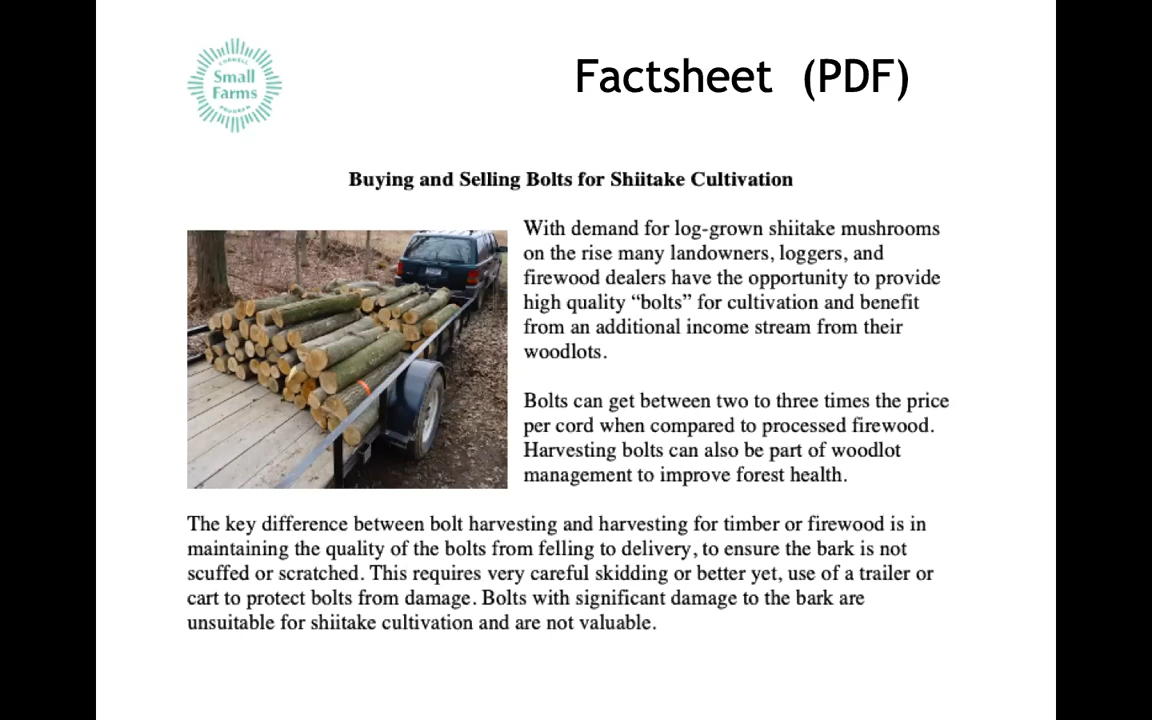 CORNELL
Small
Farms
PROGRAM
Factsheet (PDF)
Buying and Selling Bolts for Shiitake Cultivation
With demand for log-grown shiitake mushrooms
on the rise many landowners, loggers, and
firewood dealers have the opportunity to provide
high quality “bolts” for cultivation and benefit
from an additional income stream from their
woodlots.
Bolts can get between two to three times the price
per cord when compared to processed firewood.
Harvesting bolts can also be part of woodlot
management to improve forest health.
The key difference between bolt harvesting and harvesting for timber or firewood is in
maintaining the quality of the bolts from felling to delivery, to ensure the bark is not
scuffed or scratched. This requires very careful skidding or better yet, use of a trailer or
cart to protect bolts from damage. Bolts with significant damage to the bark are
unsuitable for shiitake cultivation and are not valuable.